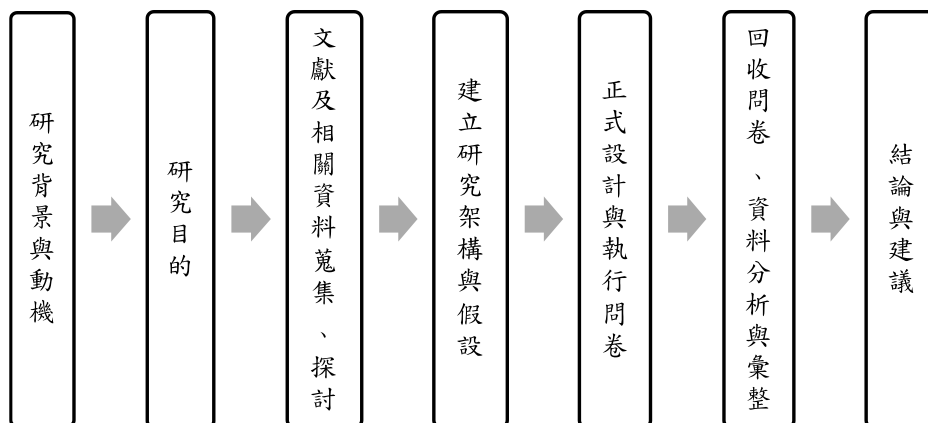 研究背景與動機
研究目的
文獻及相關資料蒐集、探討
建立研究架構與假設
正式設計與執行問卷
回收問卷、資料分析與彙整
結論與建議